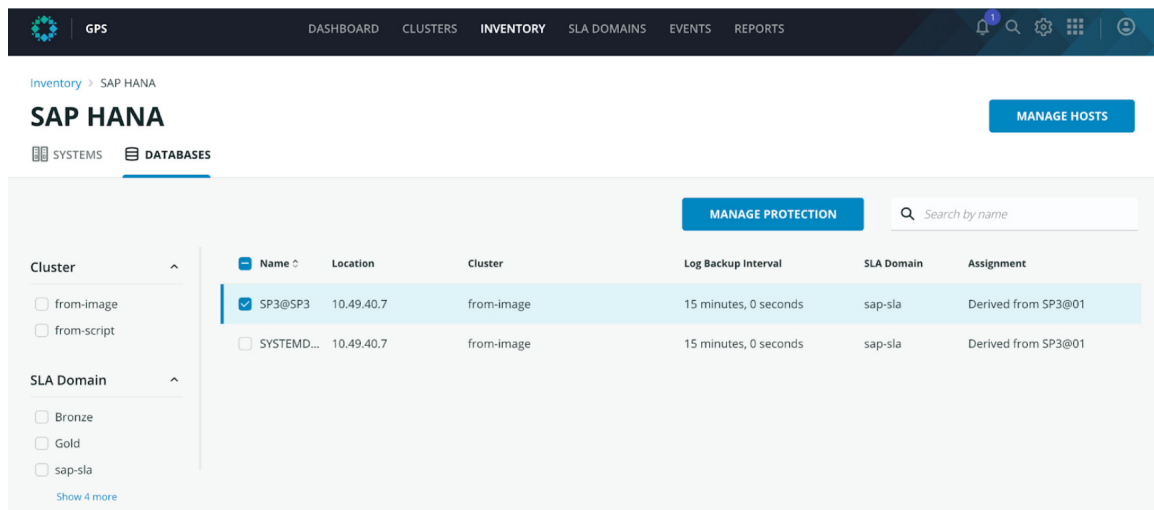 GPS DASHBOARD CLUSTERS INVENTORY SLA DOMAINS EVENTS REPORTS 1
Inventory > SAP HANA
SAP HANA
MANAGE HOSTS
SYSTEMS DATABASES
MANAGE PROTECTION Search by name
Cluster
from-image
from-script
SLA Domain
Bronze
Gold
sap-sla
Show 4 more
Name Location Cluster Log Backup Interval SLA Domain Assignment
SP3@SP3 10.49.40.7 from-image 15 minutes, 0 seconds sap-sla Derived from SP3@01
SYSTEMD... 10.49.40.7 from-image 15 minutes, 0 seconds sap-sla Derived from SP3@01